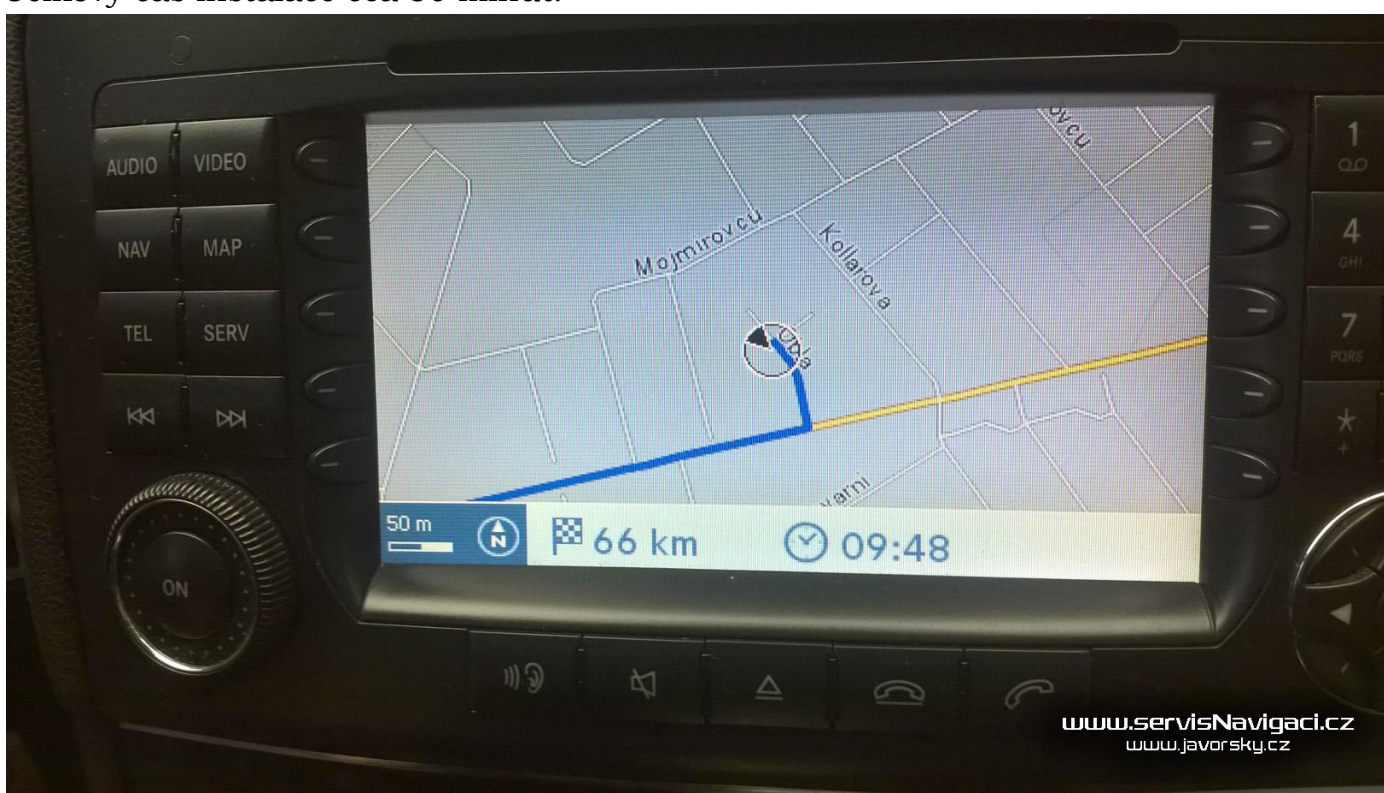 AUDIO VIDEO
NAV MAP
TEL SERV
ON
Mojmirovcu
Kollarova
ovcu
50 m
N
66 km
09:48
1
4
GHI
7
PQRS
*
+
www.servisNavigaci.cz
www.javorsky.cz